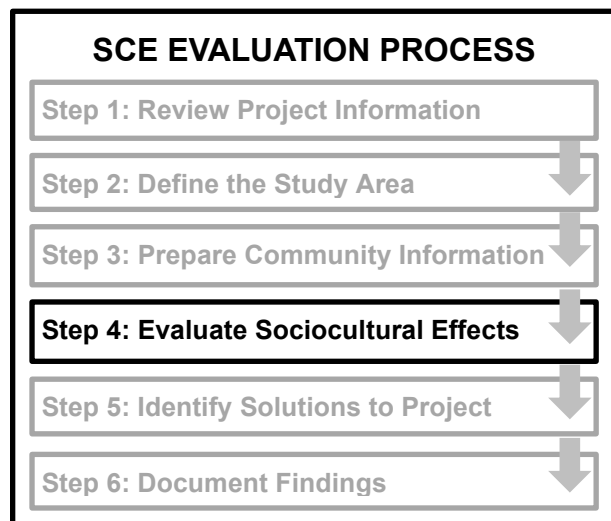 SCE EVALUATION PROCESS
Step 1: Review Project Information
Step 2: Define the Study Area
Step 3: Prepare Community Information
Step 4: Evaluate Sociocultural Effects
Step 5: Identify Solutions to Project
Step 6: Document Findings